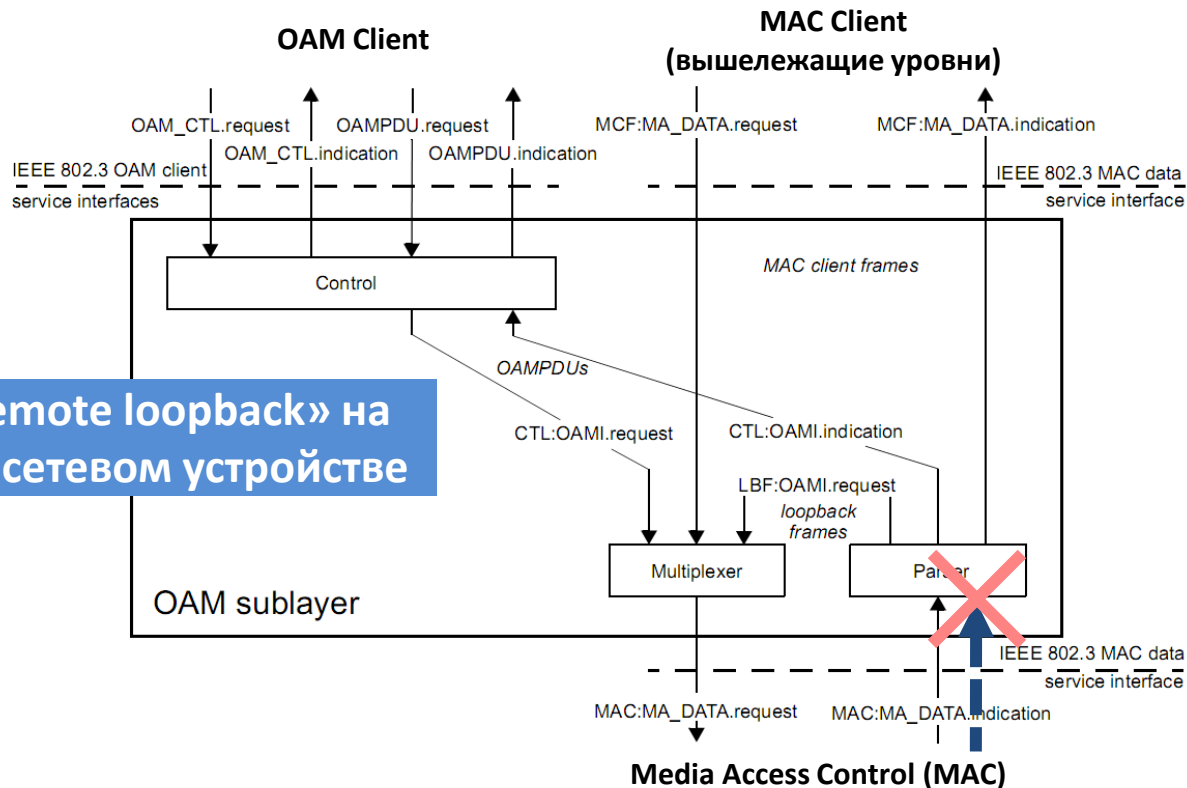 OAM Client
MAC Client
(вышележащие уровни)
OAM_CTL.request
OAMPDU.request
MCF:MA_DATA.request
MCF:MA_DATA.indication
OAM_CTL.indication
OAMPDU.indication
IEEE 802.3 OAM client
service interfaces
IEEE 802.3 MAC data
service interface
Control
MAC client frames
OAMPDUs
emote loopback» на
сетевом устройстве
CTL:OAMI.request
CTL:OAMI.indication
LBF:OAMI.request
loopback
frames
Multiplexer
Parser
OAM sublayer
IEEE 802.3 MAC data
service interface
MAC:MA_DATA.request
MAC:MA_DATA.indication
Media Access Control (MAC)